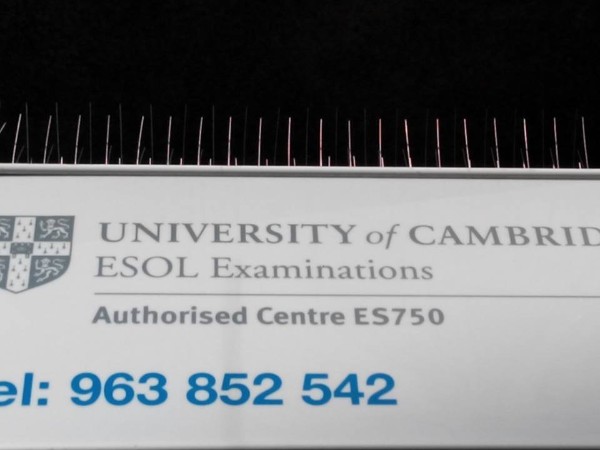 UNIVERSITY of CAMBRID
ESOL Examinations
Authorised Centre ES750
el: 963 852 542